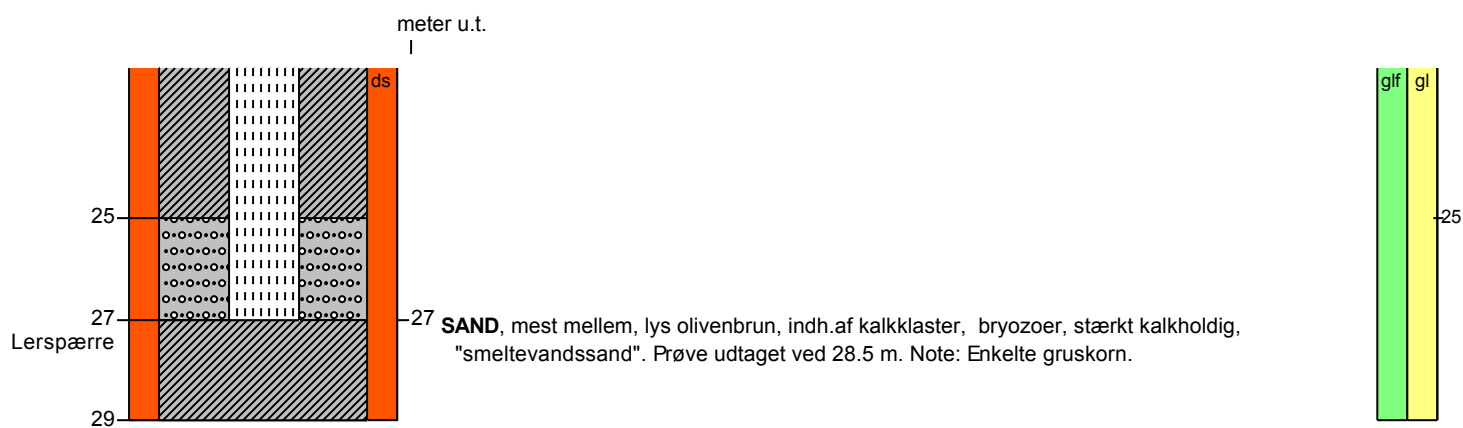 meter u.t.
ds
glf gl
25
25
27
27 SAND, mest mellem, lys olivenbrun, indh.af kalkklaster, bryozoer, stærkt kalkholdig,
Lerspærre
"smeltevandssand". Prøve udtaget ved 28.5 m. Note: Enkelte gruskorn.
29